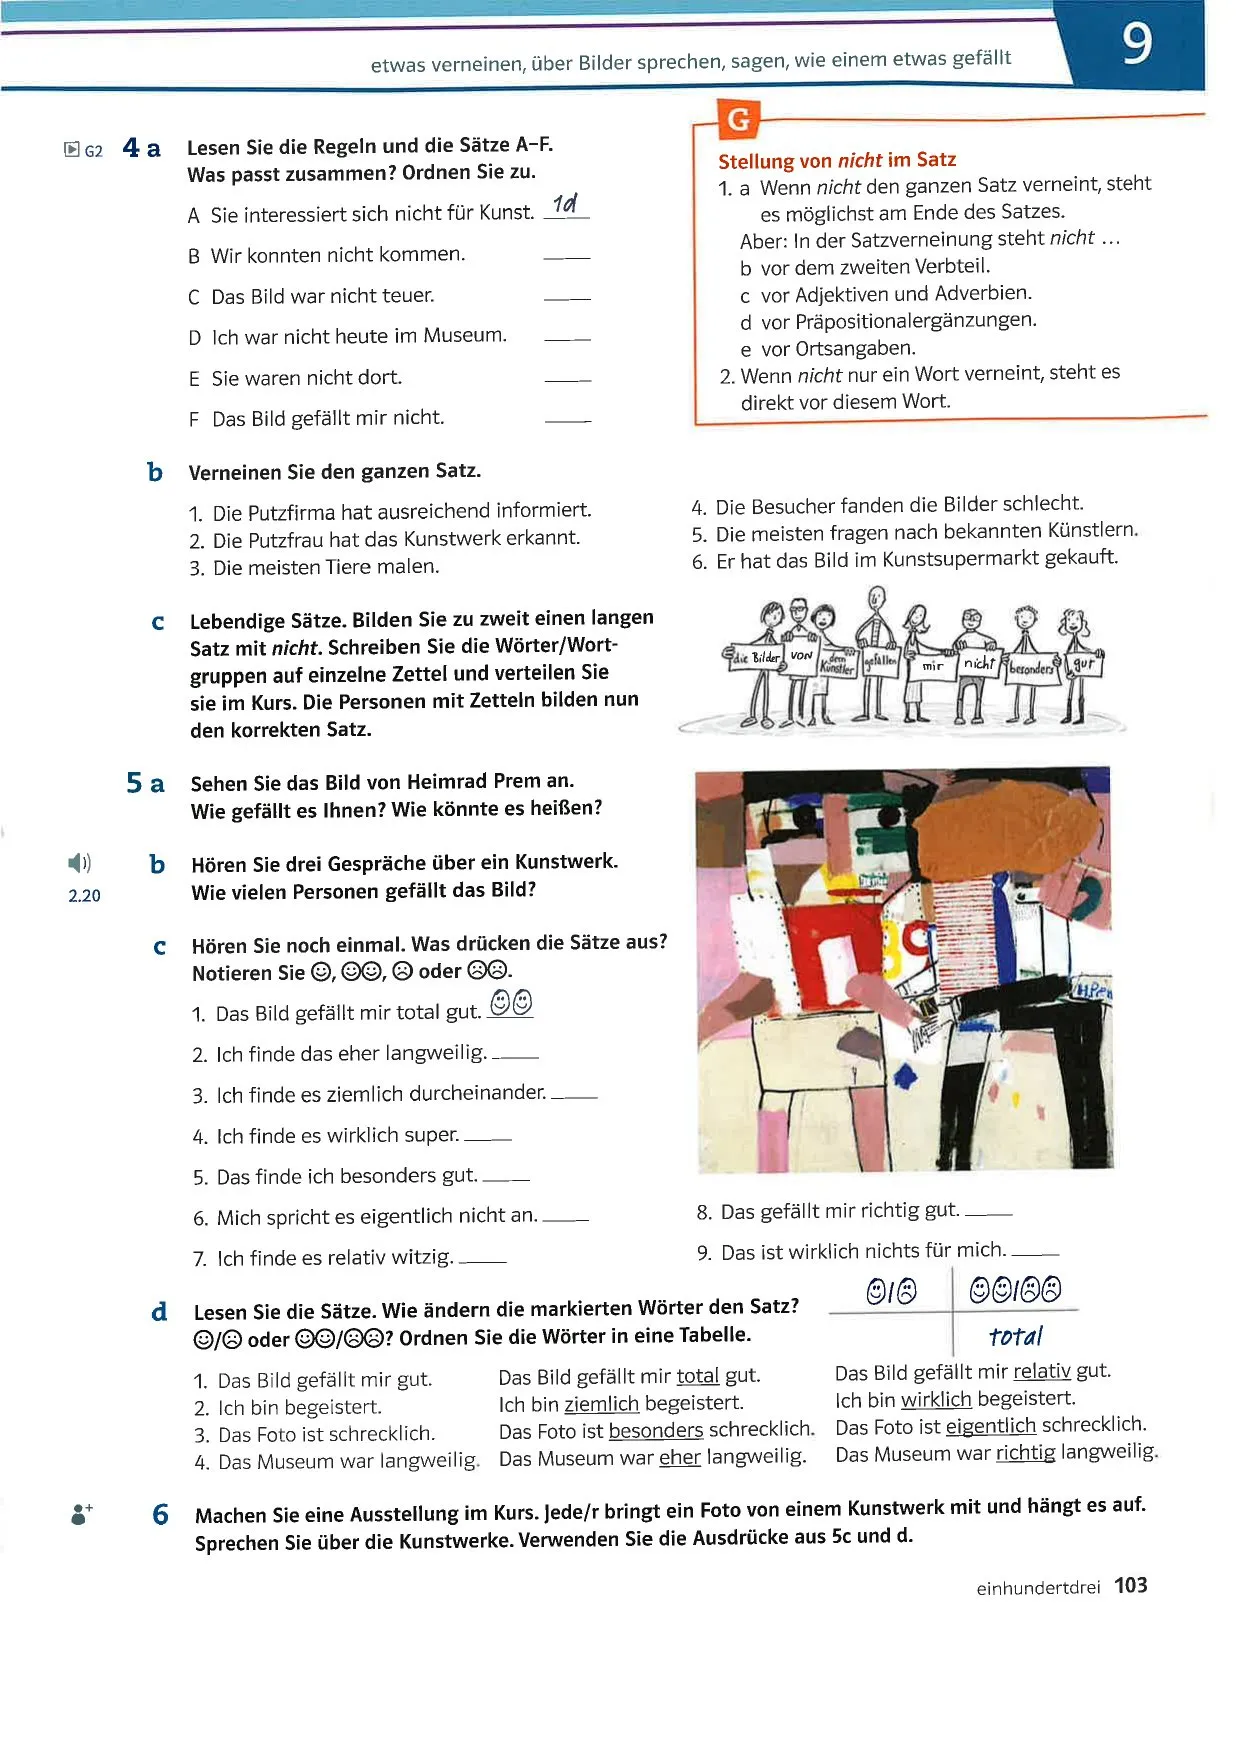 etwas verneinen, über Bilder sprechen, sagen, wie einem etwas gefällt
9
G2 4 a Lesen Sie die Regeln und die Sätze A–F.
Was passt zusammen? Ordnen Sie zu.
A Sie interessiert sich nicht für Kunst. 1d
B Wir konnten nicht kommen. ____
C Das Bild war nicht teuer. ____
D Ich war nicht heute im Museum. ____
E Sie waren nicht dort. ____
F Das Bild gefällt mir nicht. ____
G
Stellung von nicht im Satz
1. a Wenn nicht den ganzen Satz verneint, steht
es möglichst am Ende des Satzes.
Aber: In der Satzverneinung steht nicht ...
b vor dem zweiten Verbteil.
c vor Adjektiven und Adverbien.
d vor Präpositionalergänzungen.
e vor Ortsangaben.
2. Wenn nicht nur ein Wort verneint, steht es
direkt vor diesem Wort.
b Verneinen Sie den ganzen Satz.
1. Die Putzfirma hat ausreichend informiert.
2. Die Putzfrau hat das Kunstwerk erkannt.
3. Die meisten Tiere malen.
4. Die Besucher fanden die Bilder schlecht.
5. Die meisten fragen nach bekannten Künstlern.
6. Er hat das Bild im Kunstsupermarkt gekauft.
c Lebendige Sätze. Bilden Sie zu zweit einen langen
Satz mit nicht. Schreiben Sie die Wörter/Wort-
gruppen auf einzelne Zettel und verteilen Sie
sie im Kurs. Die Personen mit Zetteln bilden nun
den korrekten Satz.
die Bilder von dem Künstler gefallen mir nicht besonders gut
5 a Sehen Sie das Bild von Heimrad Prem an.
Wie gefällt es Ihnen? Wie könnte es heißen?
2.20
b Hören Sie drei Gespräche über ein Kunstwerk.
Wie vielen Personen gefällt das Bild?
c Hören Sie noch einmal. Was drücken die Sätze aus?
Notieren Sie ☺, ☺☺, ☹ oder ☹☹.
1. Das Bild gefällt mir total gut. ☺☺
2. Ich finde das eher langweilig. ____
3. Ich finde es ziemlich durcheinander. ____
4. Ich finde es wirklich super. ____
5. Das finde ich besonders gut. ____
6. Mich spricht es eigentlich nicht an. ____
7. Ich finde es relativ witzig. ____
8. Das gefällt mir richtig gut. ____
9. Das ist wirklich nichts für mich. ____
d Lesen Sie die Sätze. Wie ändern die markierten Wörter den Satz?
☺/☹ oder ☺☺/☹☹? Ordnen Sie die Wörter in eine Tabelle.
☺/☹ ☺☺/☹☹
total
1. Das Bild gefällt mir gut. Das Bild gefällt mir total gut. Das Bild gefällt mir relativ gut.
2. Ich bin begeistert. Ich bin ziemlich begeistert. Ich bin wirklich begeistert.
3. Das Foto ist schrecklich. Das Foto ist besonders schrecklich. Das Foto ist eigentlich schrecklich.
4. Das Museum war langweilig. Das Museum war eher langweilig. Das Museum war richtig langweilig.
6 Machen Sie eine Ausstellung im Kurs. Jede/r bringt ein Foto von einem Kunstwerk mit und hängt es auf.
Sprechen Sie über die Kunstwerke. Verwenden Sie die Ausdrücke aus 5c und d.
einhundertdrei 103